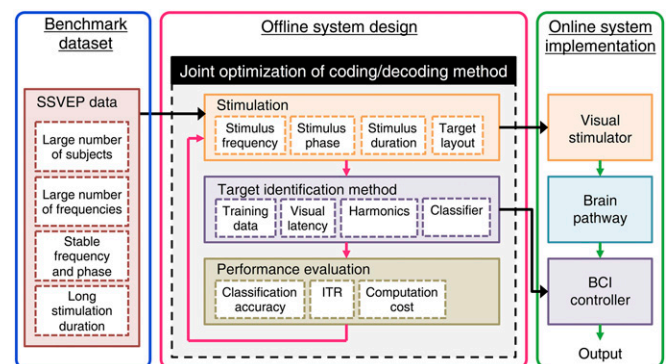 Benchmark
dataset
SSVEP data
Large number
of subjects
Large number
of frequencies
Stable
frequency
and phase
Long
stimulation
duration
Offline system design
Joint optimization of coding/decoding method
Stimulation
Stimulus
frequency
Stimulus
phase
Stimulus
duration
Target
layout
Target identification method
Training
data
Visual
latency
Harmonics
Classifier
Performance evaluation
Classification
accuracy
ITR
Computation
cost
Online system
implementation
Visual
stimulator
Brain
pathway
BCI
controller
Output